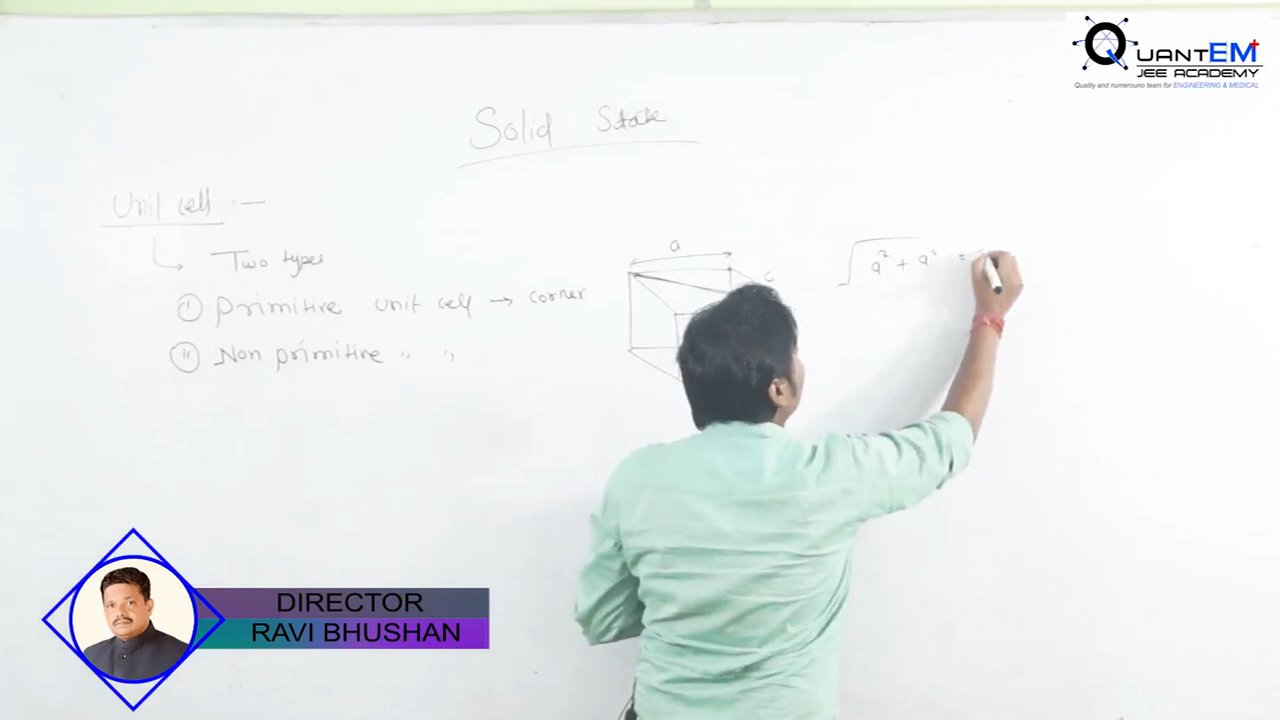 QUANTEM
JEE ACADEMY
Quality and numerouno team for ENGINEERING & MEDICAL
Solid State
Unit cell :-
Two types
(i) Primitive unit cell → corner
(ii) Non primitive " "
a
c
√a² + a² =
DIRECTOR
RAVI BHUSHAN